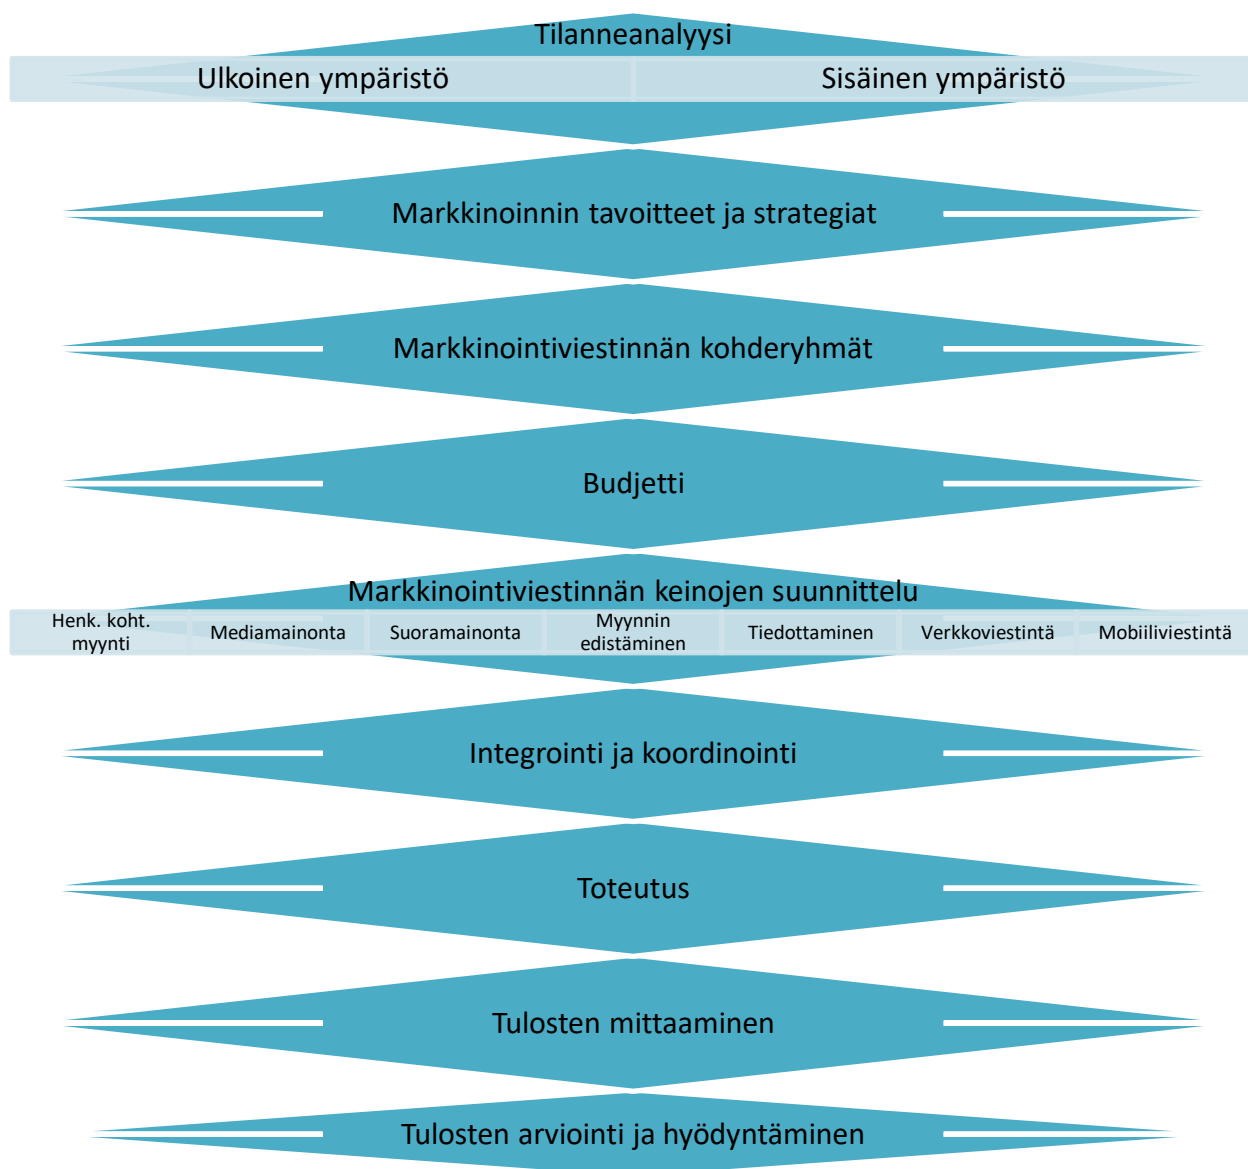 Tilanneanalyysi
Ulkoinen ympäristö
Sisäinen ympäristö
Markkinoinnin tavoitteet ja strategiat
Markkinointiviestinnän kohderyhmät
Budjetti
Markkinointiviestinnän keinojen suunnittelu
Henk. koht.
myynti
Mediamainonta
Suoramainonta
Myynnin
edistäminen
Tiedottaminen
Verkkoviestintä
Mobiiliviestintä
Integrointi ja koordinointi
Toteutus
Tulosten mittaaminen
Tulosten arviointi ja hyödyntäminen